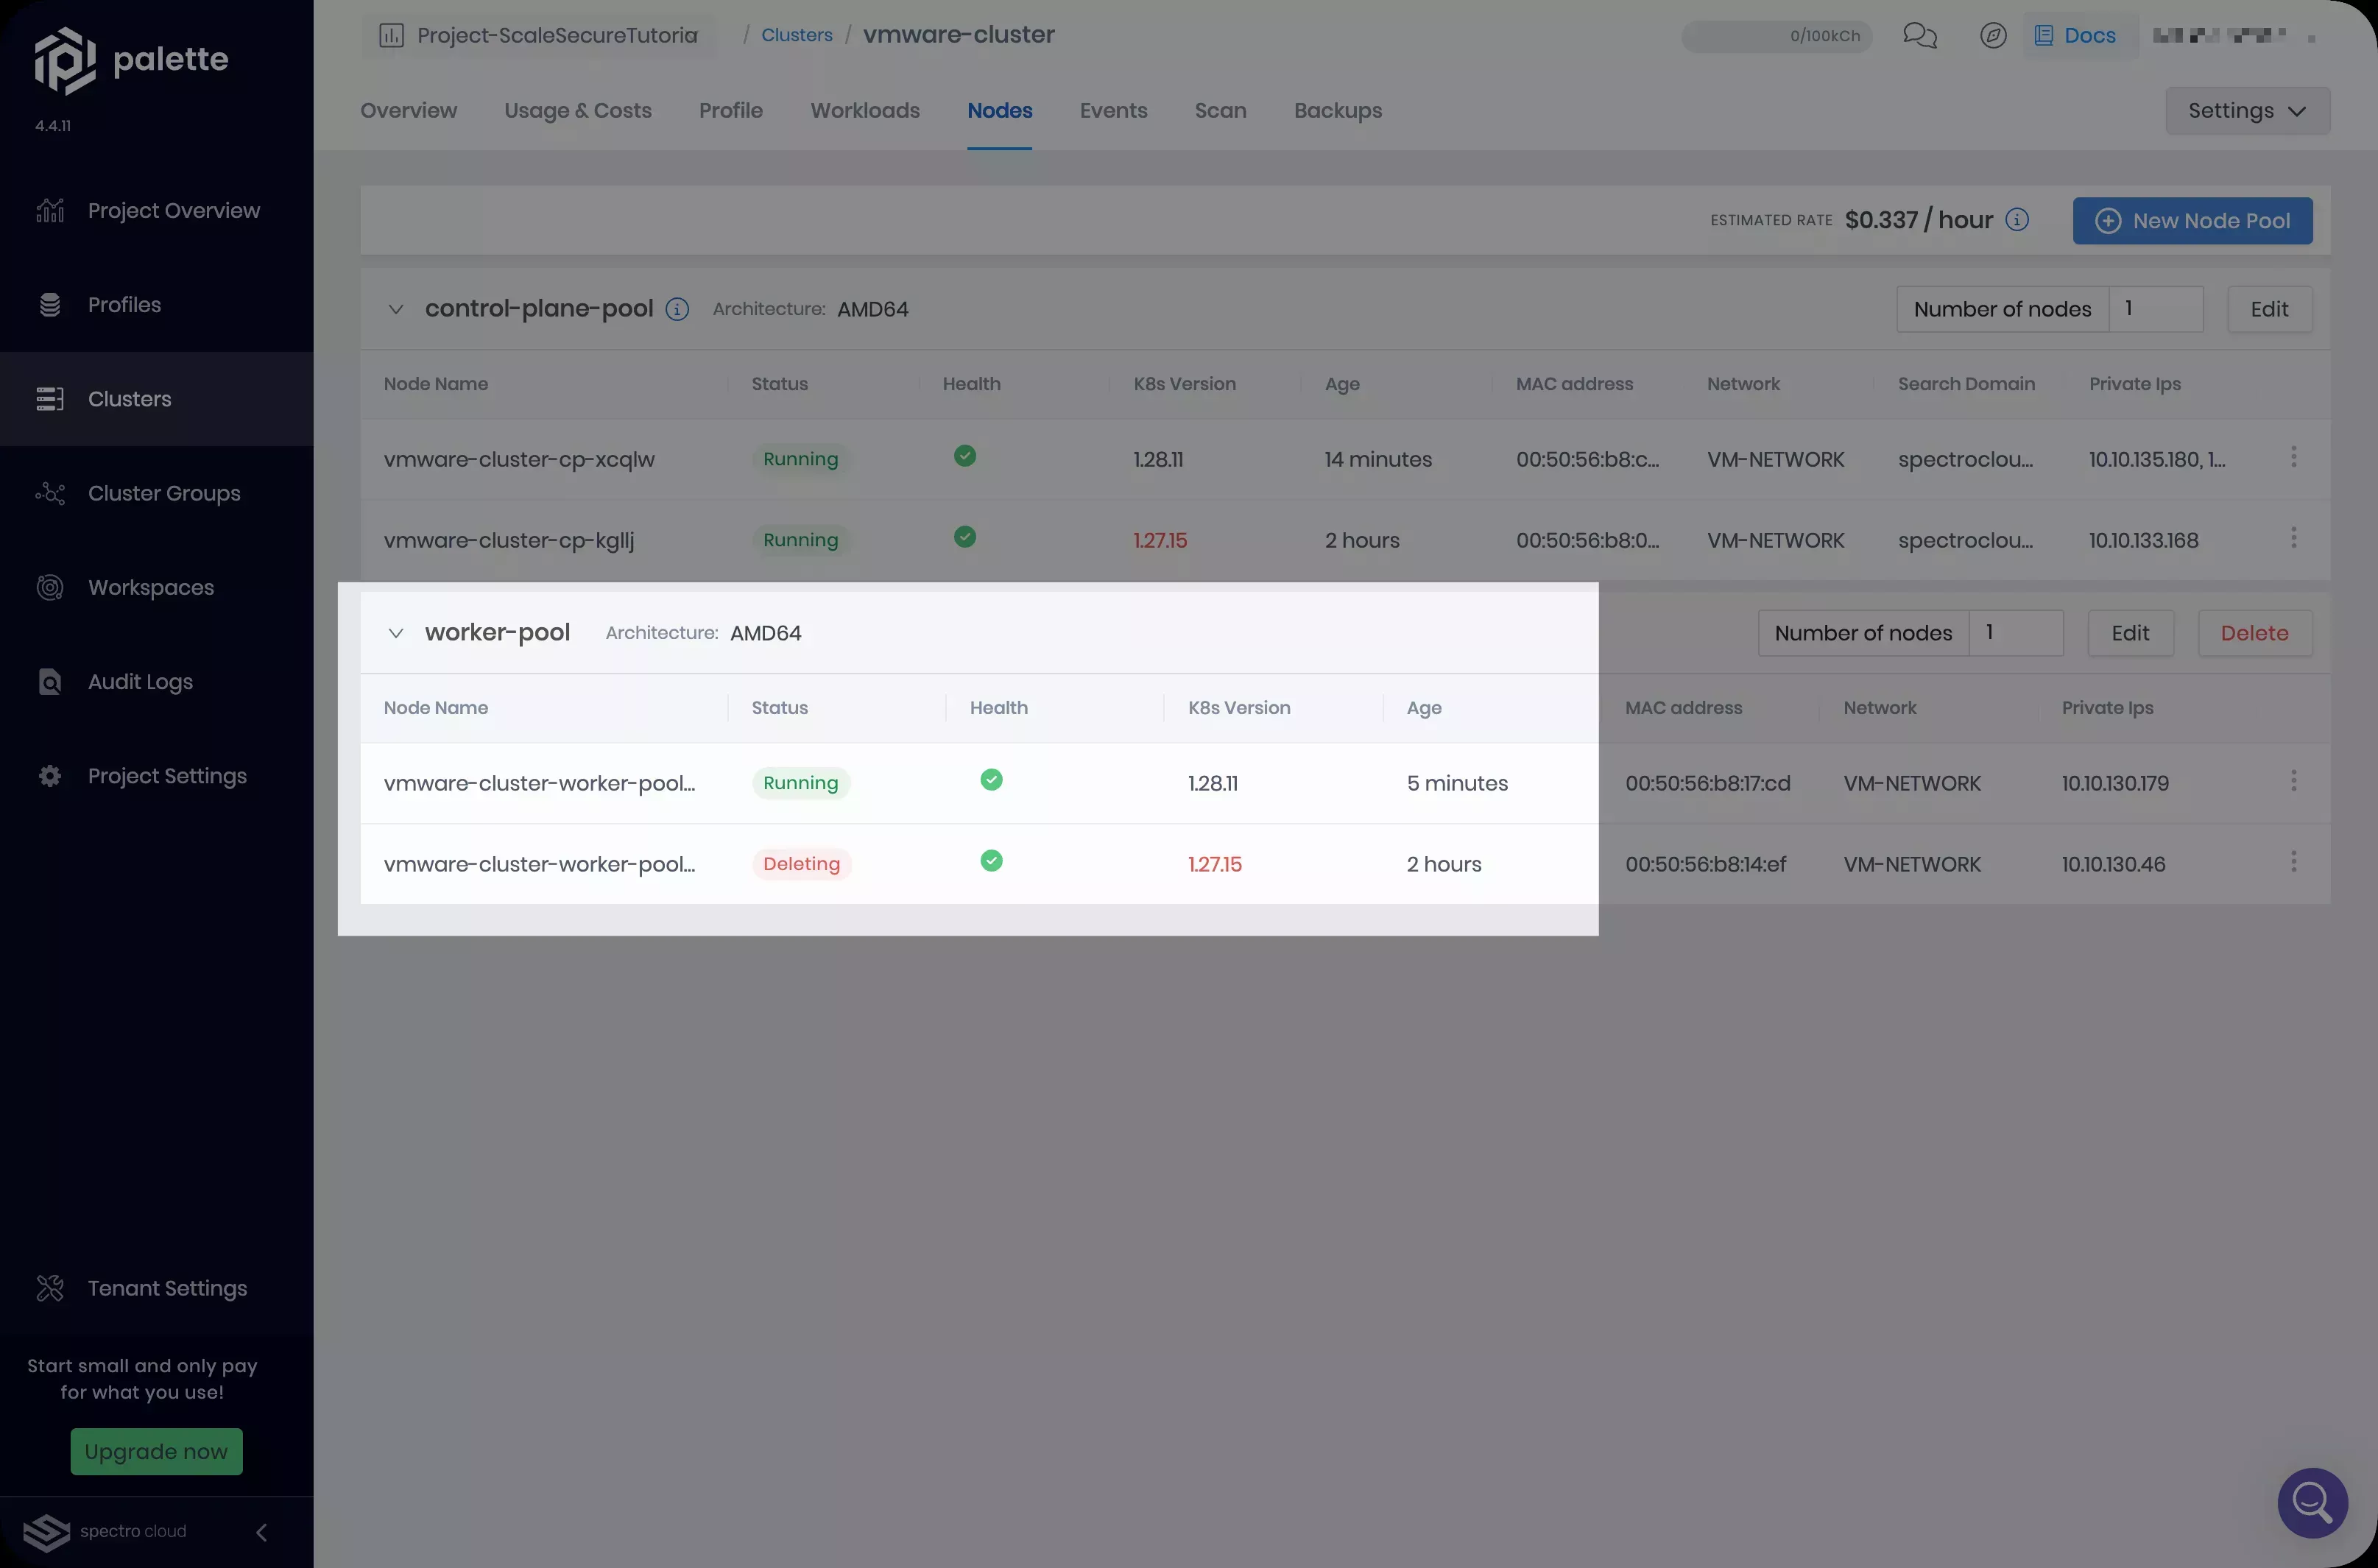 palette
4.4.11
Project Overview
Profiles
Clusters
Cluster Groups
Workspaces
Audit Logs
Project Settings
Tenant Settings
Start small and only pay
for what you use!
Upgrade now
spectro cloud
Project-ScaleSecureTutoria / Clusters / vmware-cluster 0/100kCh Docs
Overview Usage & Costs Profile Workloads Nodes Events Scan Backups Settings
ESTIMATED RATE $0.337 / hour New Node Pool
control-plane-pool Architecture: AMD64 Number of nodes 1 Edit
Node Name Status Health K8s Version Age MAC address Network Search Domain Private Ips
vmware-cluster-cp-xcqlw Running 1.28.11 14 minutes 00:50:56:b8:c... VM-NETWORK spectroclou... 10.10.135.180, 1...
vmware-cluster-cp-kgllj Running 1.27.15 2 hours 00:50:56:b8:0... VM-NETWORK spectroclou... 10.10.133.168
worker-pool Architecture: AMD64 Number of nodes 1 Edit Delete
Node Name Status Health K8s Version Age MAC address Network Private Ips
vmware-cluster-worker-pool... Running 1.28.11 5 minutes 00:50:56:b8:17:cd VM-NETWORK 10.10.130.179
vmware-cluster-worker-pool... Deleting 1.27.15 2 hours 00:50:56:b8:14:ef VM-NETWORK 10.10.130.46